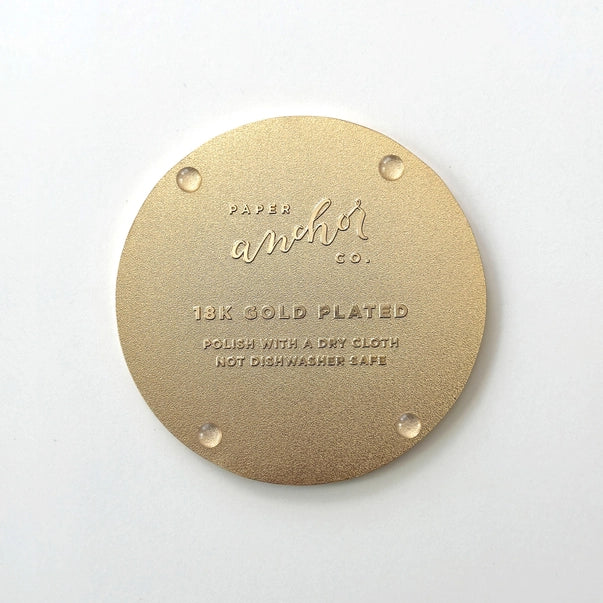 PAPER
anchor
CO.
18K GOLD PLATED
POLISH WITH A DRY CLOTH
NOT DISHWASHER SAFE